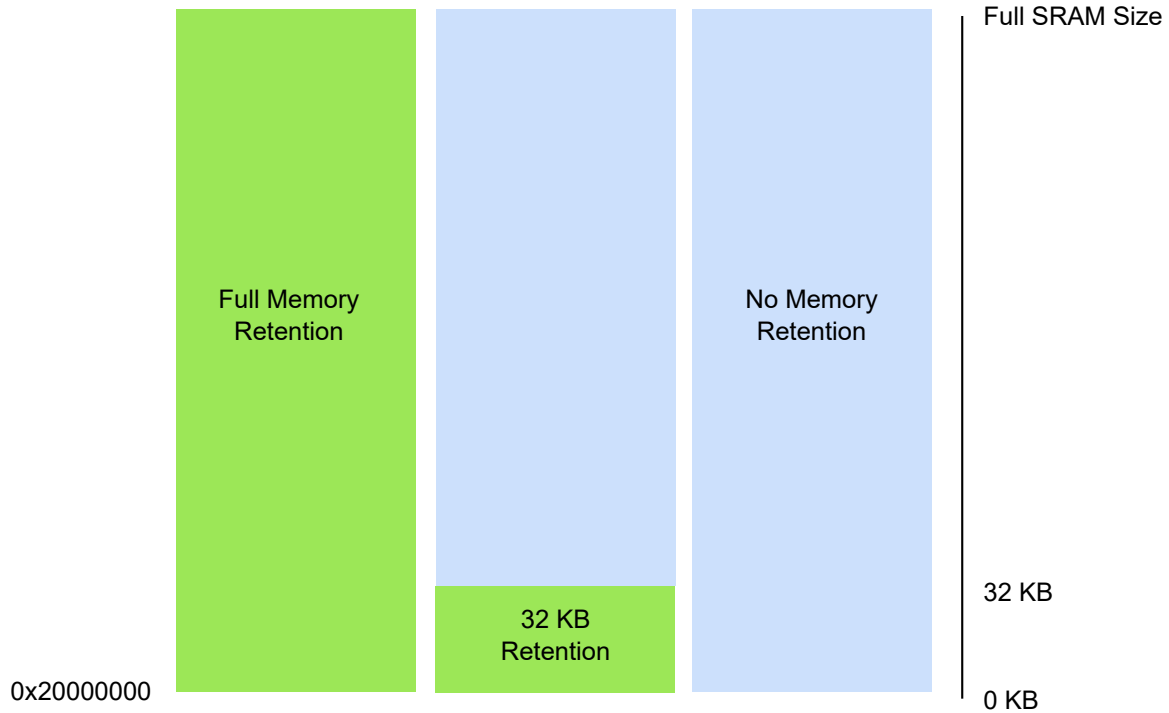 Full SRAM Size
Full Memory
Retention
No Memory
Retention
32 KB
32 KB
Retention
0x20000000
0 KB